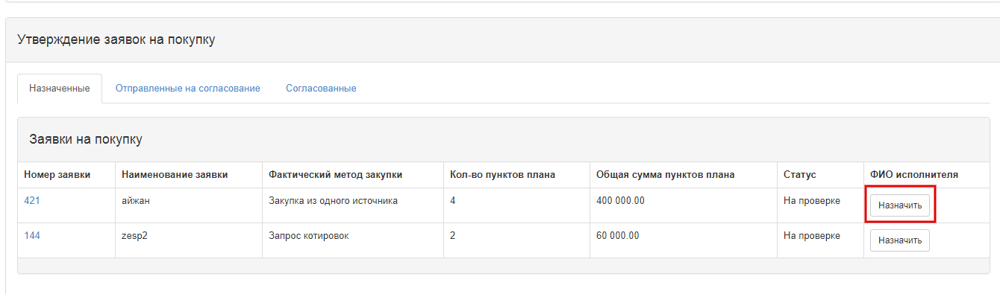 Утверждение заявок на покупку
Назначенные Отправленные на согласование Согласованные
Заявки на покупку
Номер заявки Наименование заявки Фактический метод закупки Кол-во пунктов плана Общая сумма пунктов плана Статус ФИО исполнителя
421 айжан Закупка из одного источника 4 400 000.00 На проверке Назначить
144 zesp2 Запрос котировок 2 60 000.00 На проверке Назначить